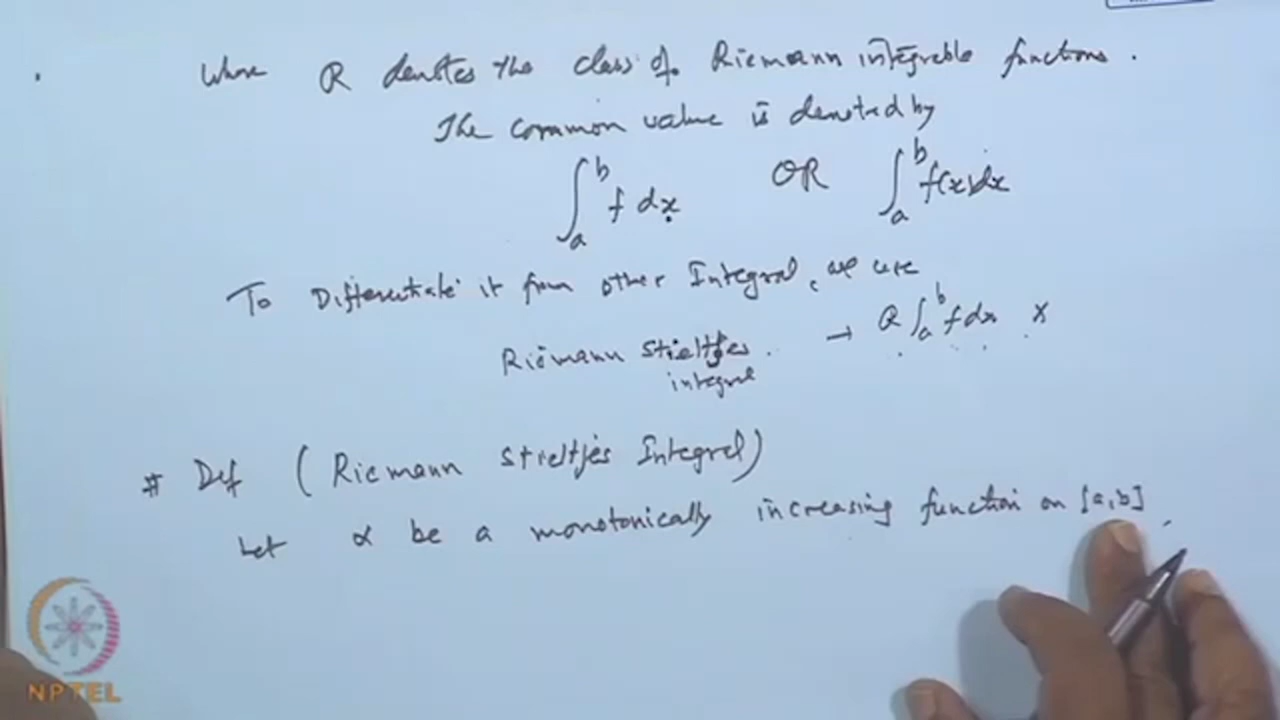 where R denotes the class of Riemann integrable functions.
The common value is denoted by
∫_a^b f dx OR ∫_a^b f(x)dx
To Differentiate it from other Integral, we use
Riemann Stieltjes integral → R ∫_a^b f dx x
# Def (Riemann Stieltjes Integral)
Let α be a monotonically increasing function on [a,b]
NPTEL